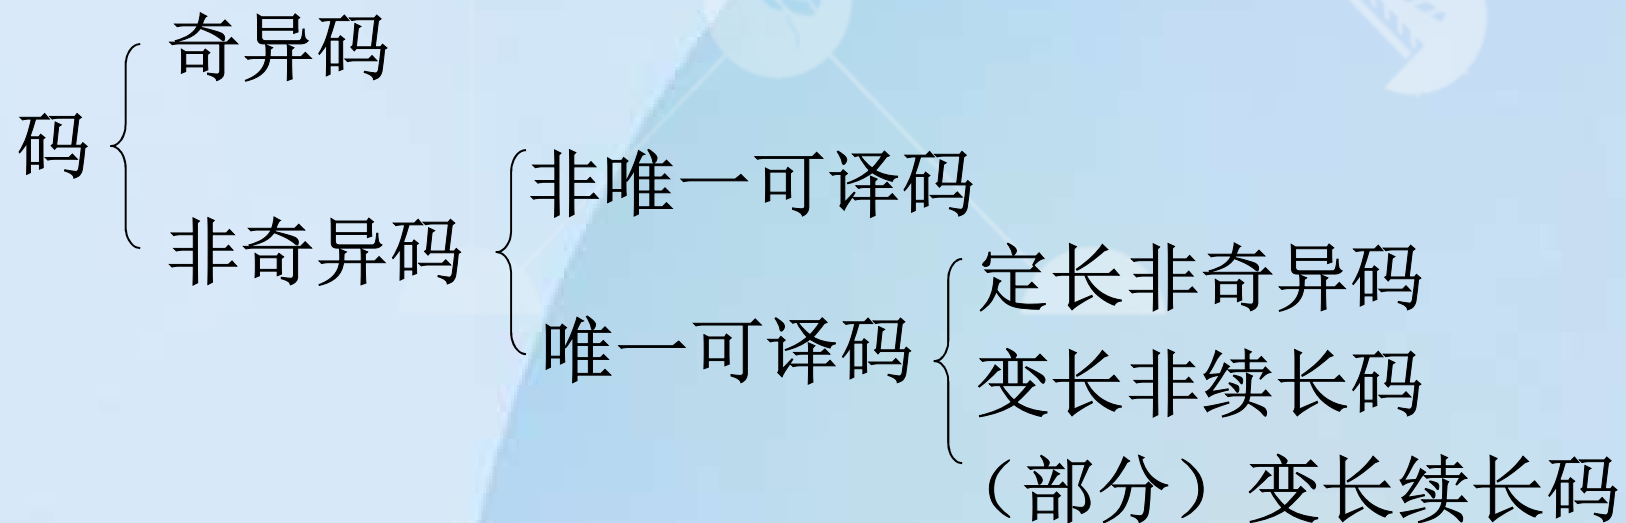 奇异码
码
非唯一可译码
非奇异码
定长非奇异码
唯一可译码
变长非续长码
（部分）变长续长码